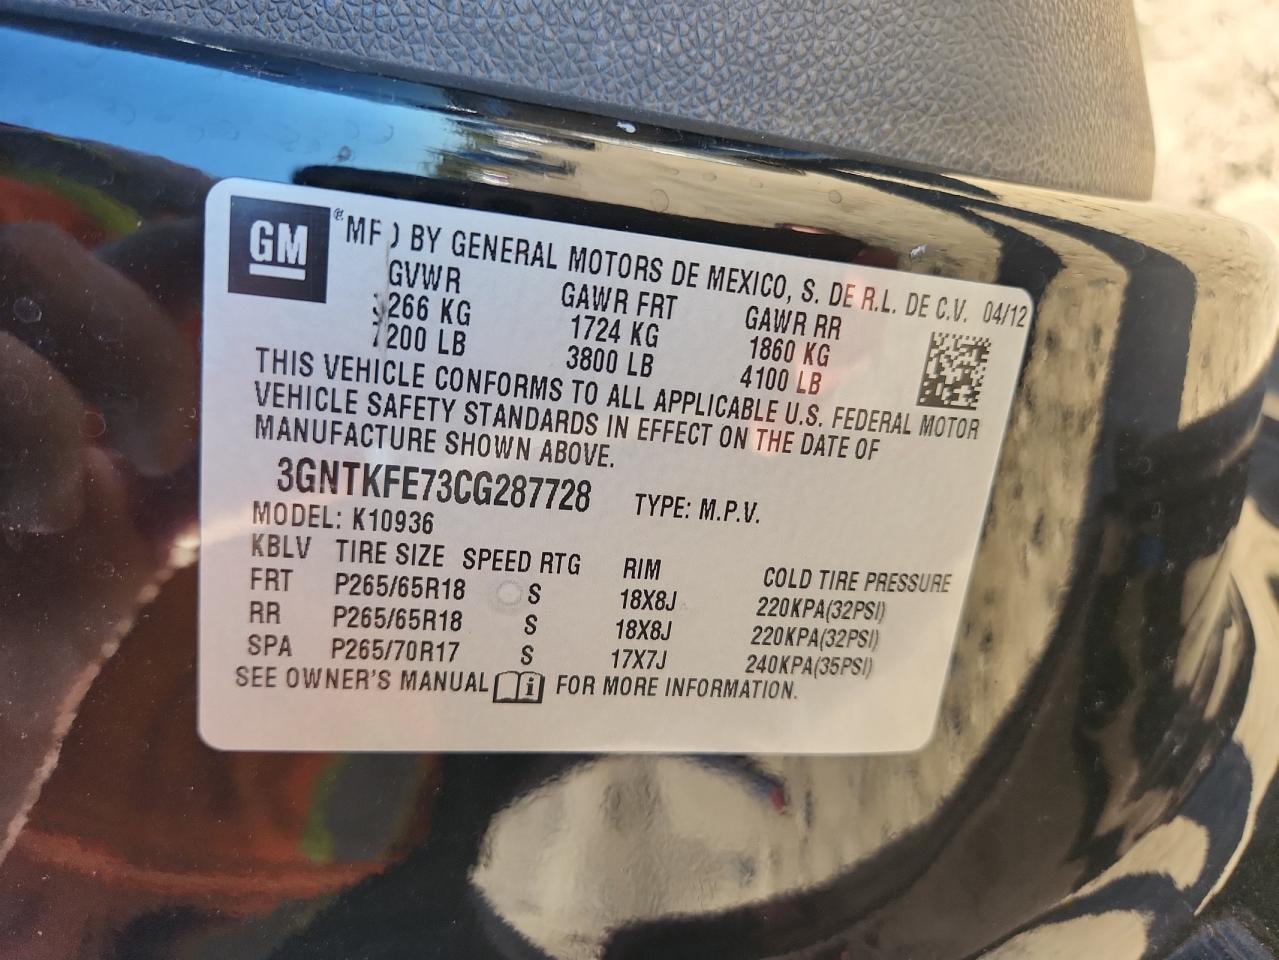 GM
® MF ) BY GENERAL MOTORS DE MEXICO, S. DE R.L. DE C.V. 04/12
GVWR GAWR FRT GAWR RR
266 KG 1724 KG 1860 KG
7200 LB 3800 LB 4100 LB
THIS VEHICLE CONFORMS TO ALL APPLICABLE U.S. FEDERAL MOTOR
VEHICLE SAFETY STANDARDS IN EFFECT ON THE DATE OF
MANUFACTURE SHOWN ABOVE.
3GNTKFE73CG287728 TYPE: M.P.V.
MODEL: K10936
KBLV TIRE SIZE SPEED RTG RIM COLD TIRE PRESSURE
FRT P265/65R18 S 18X8J 220KPA(32PSI)
RR P265/65R18 S 18X8J 220KPA(32PSI)
SPA P265/70R17 S 17X7J 240KPA(35PSI)
SEE OWNER'S MANUAL i FOR MORE INFORMATION.